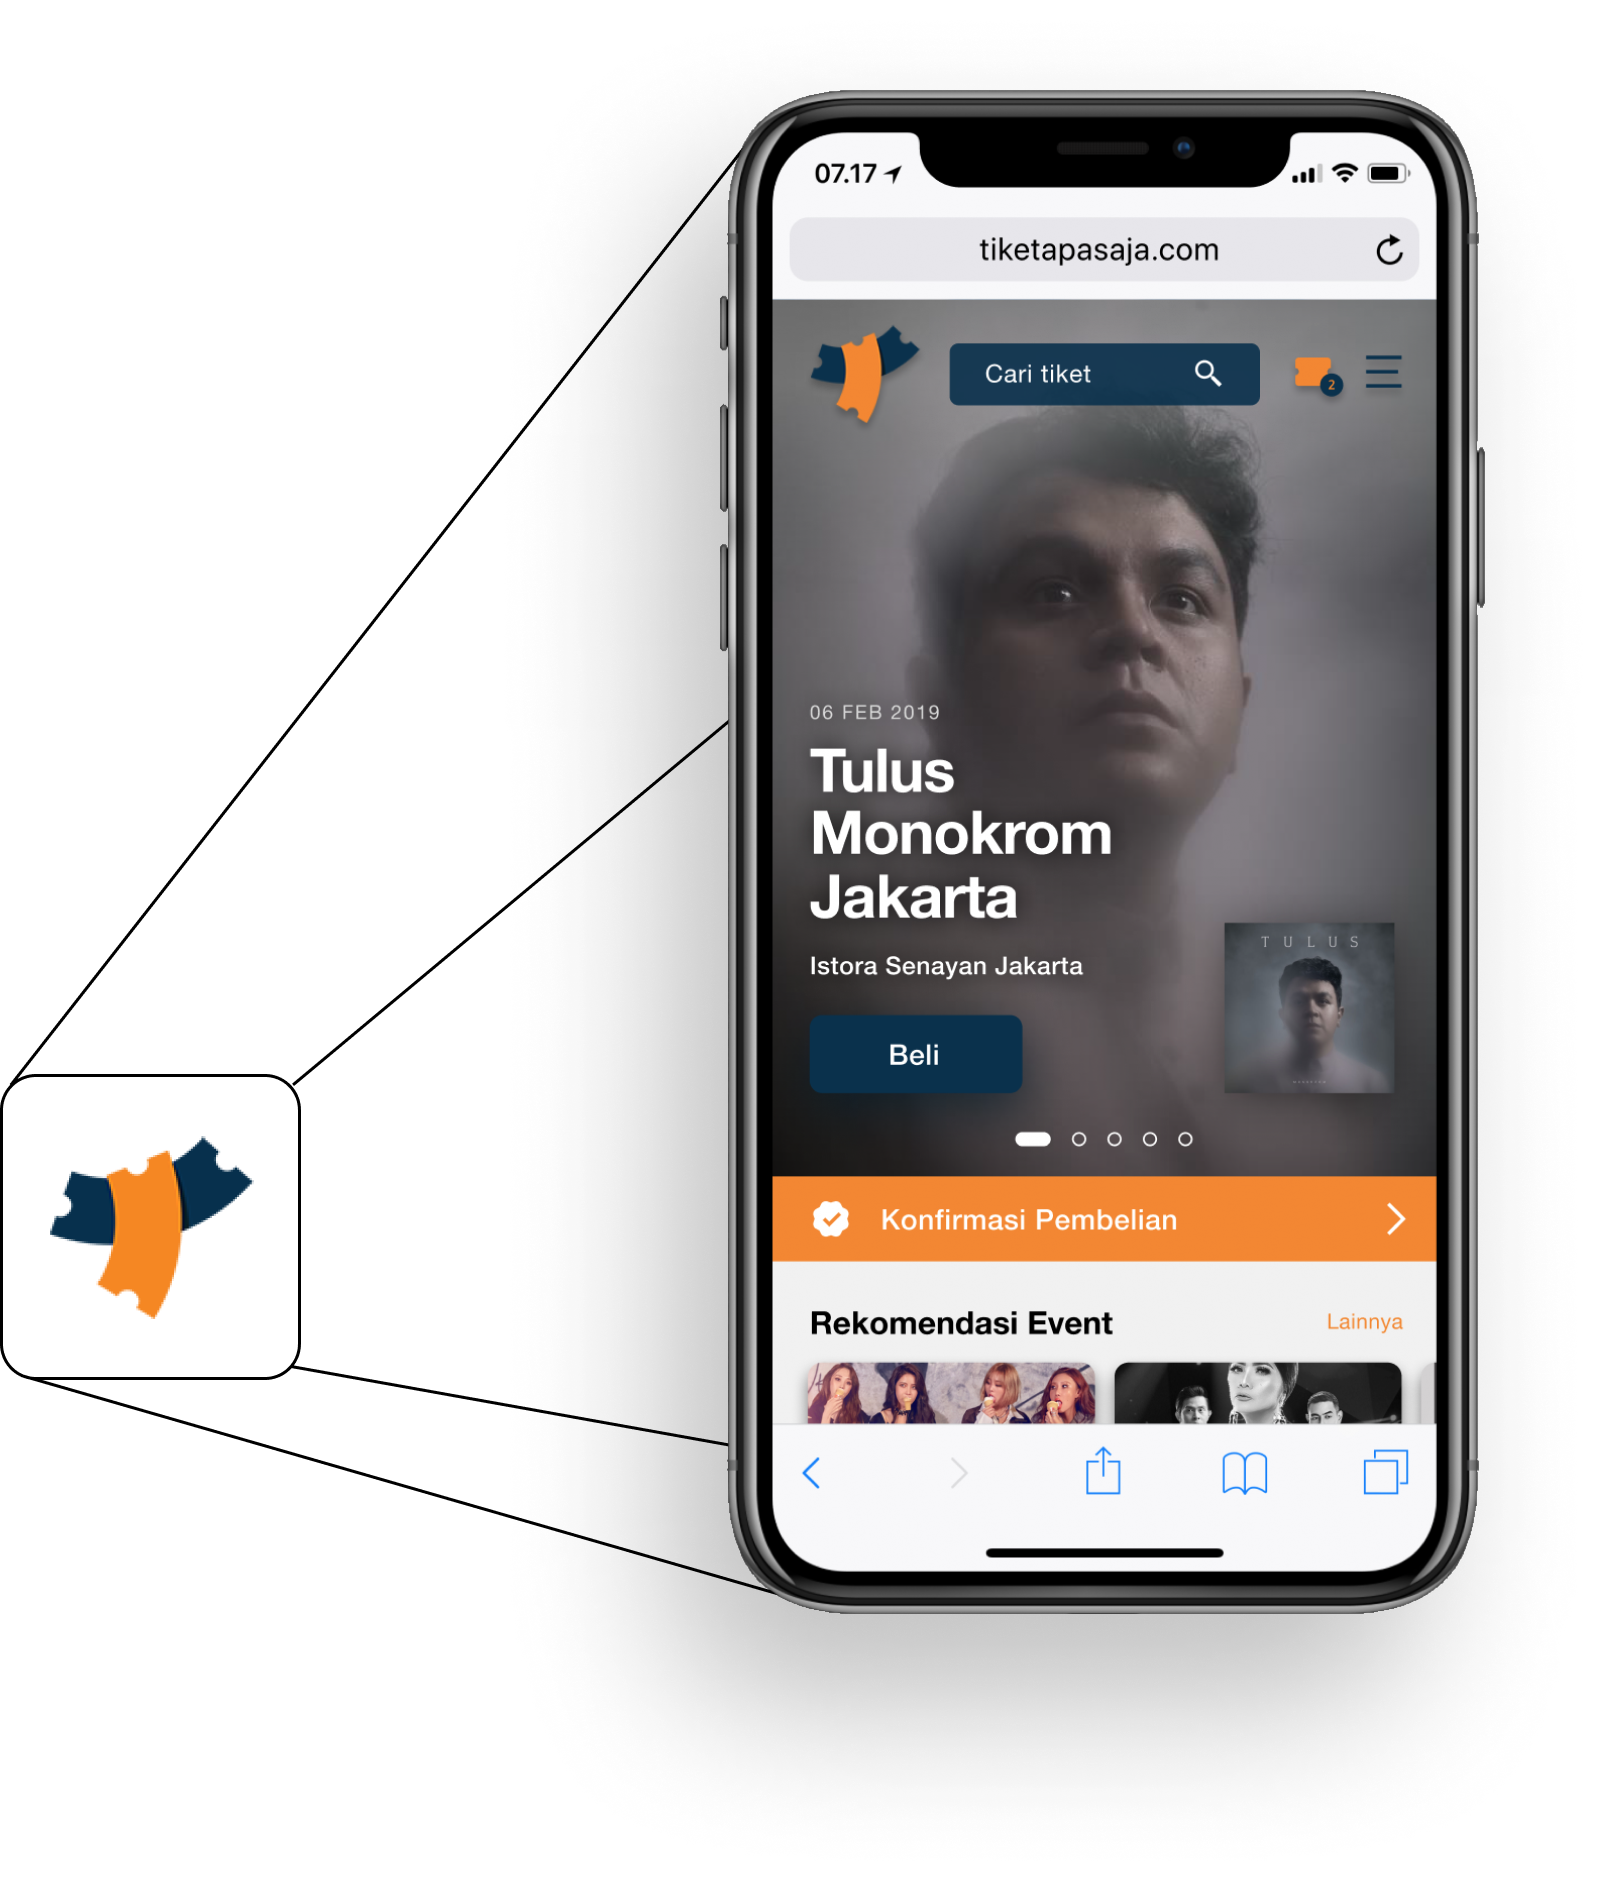 07.17
tiketapasaja.com
Cari tiket
2
06 FEB 2019
Tulus
Monokrom
Jakarta
Istora Senayan Jakarta
TULUS
Beli
Konfirmasi Pembelian
Rekomendasi Event
Lainnya